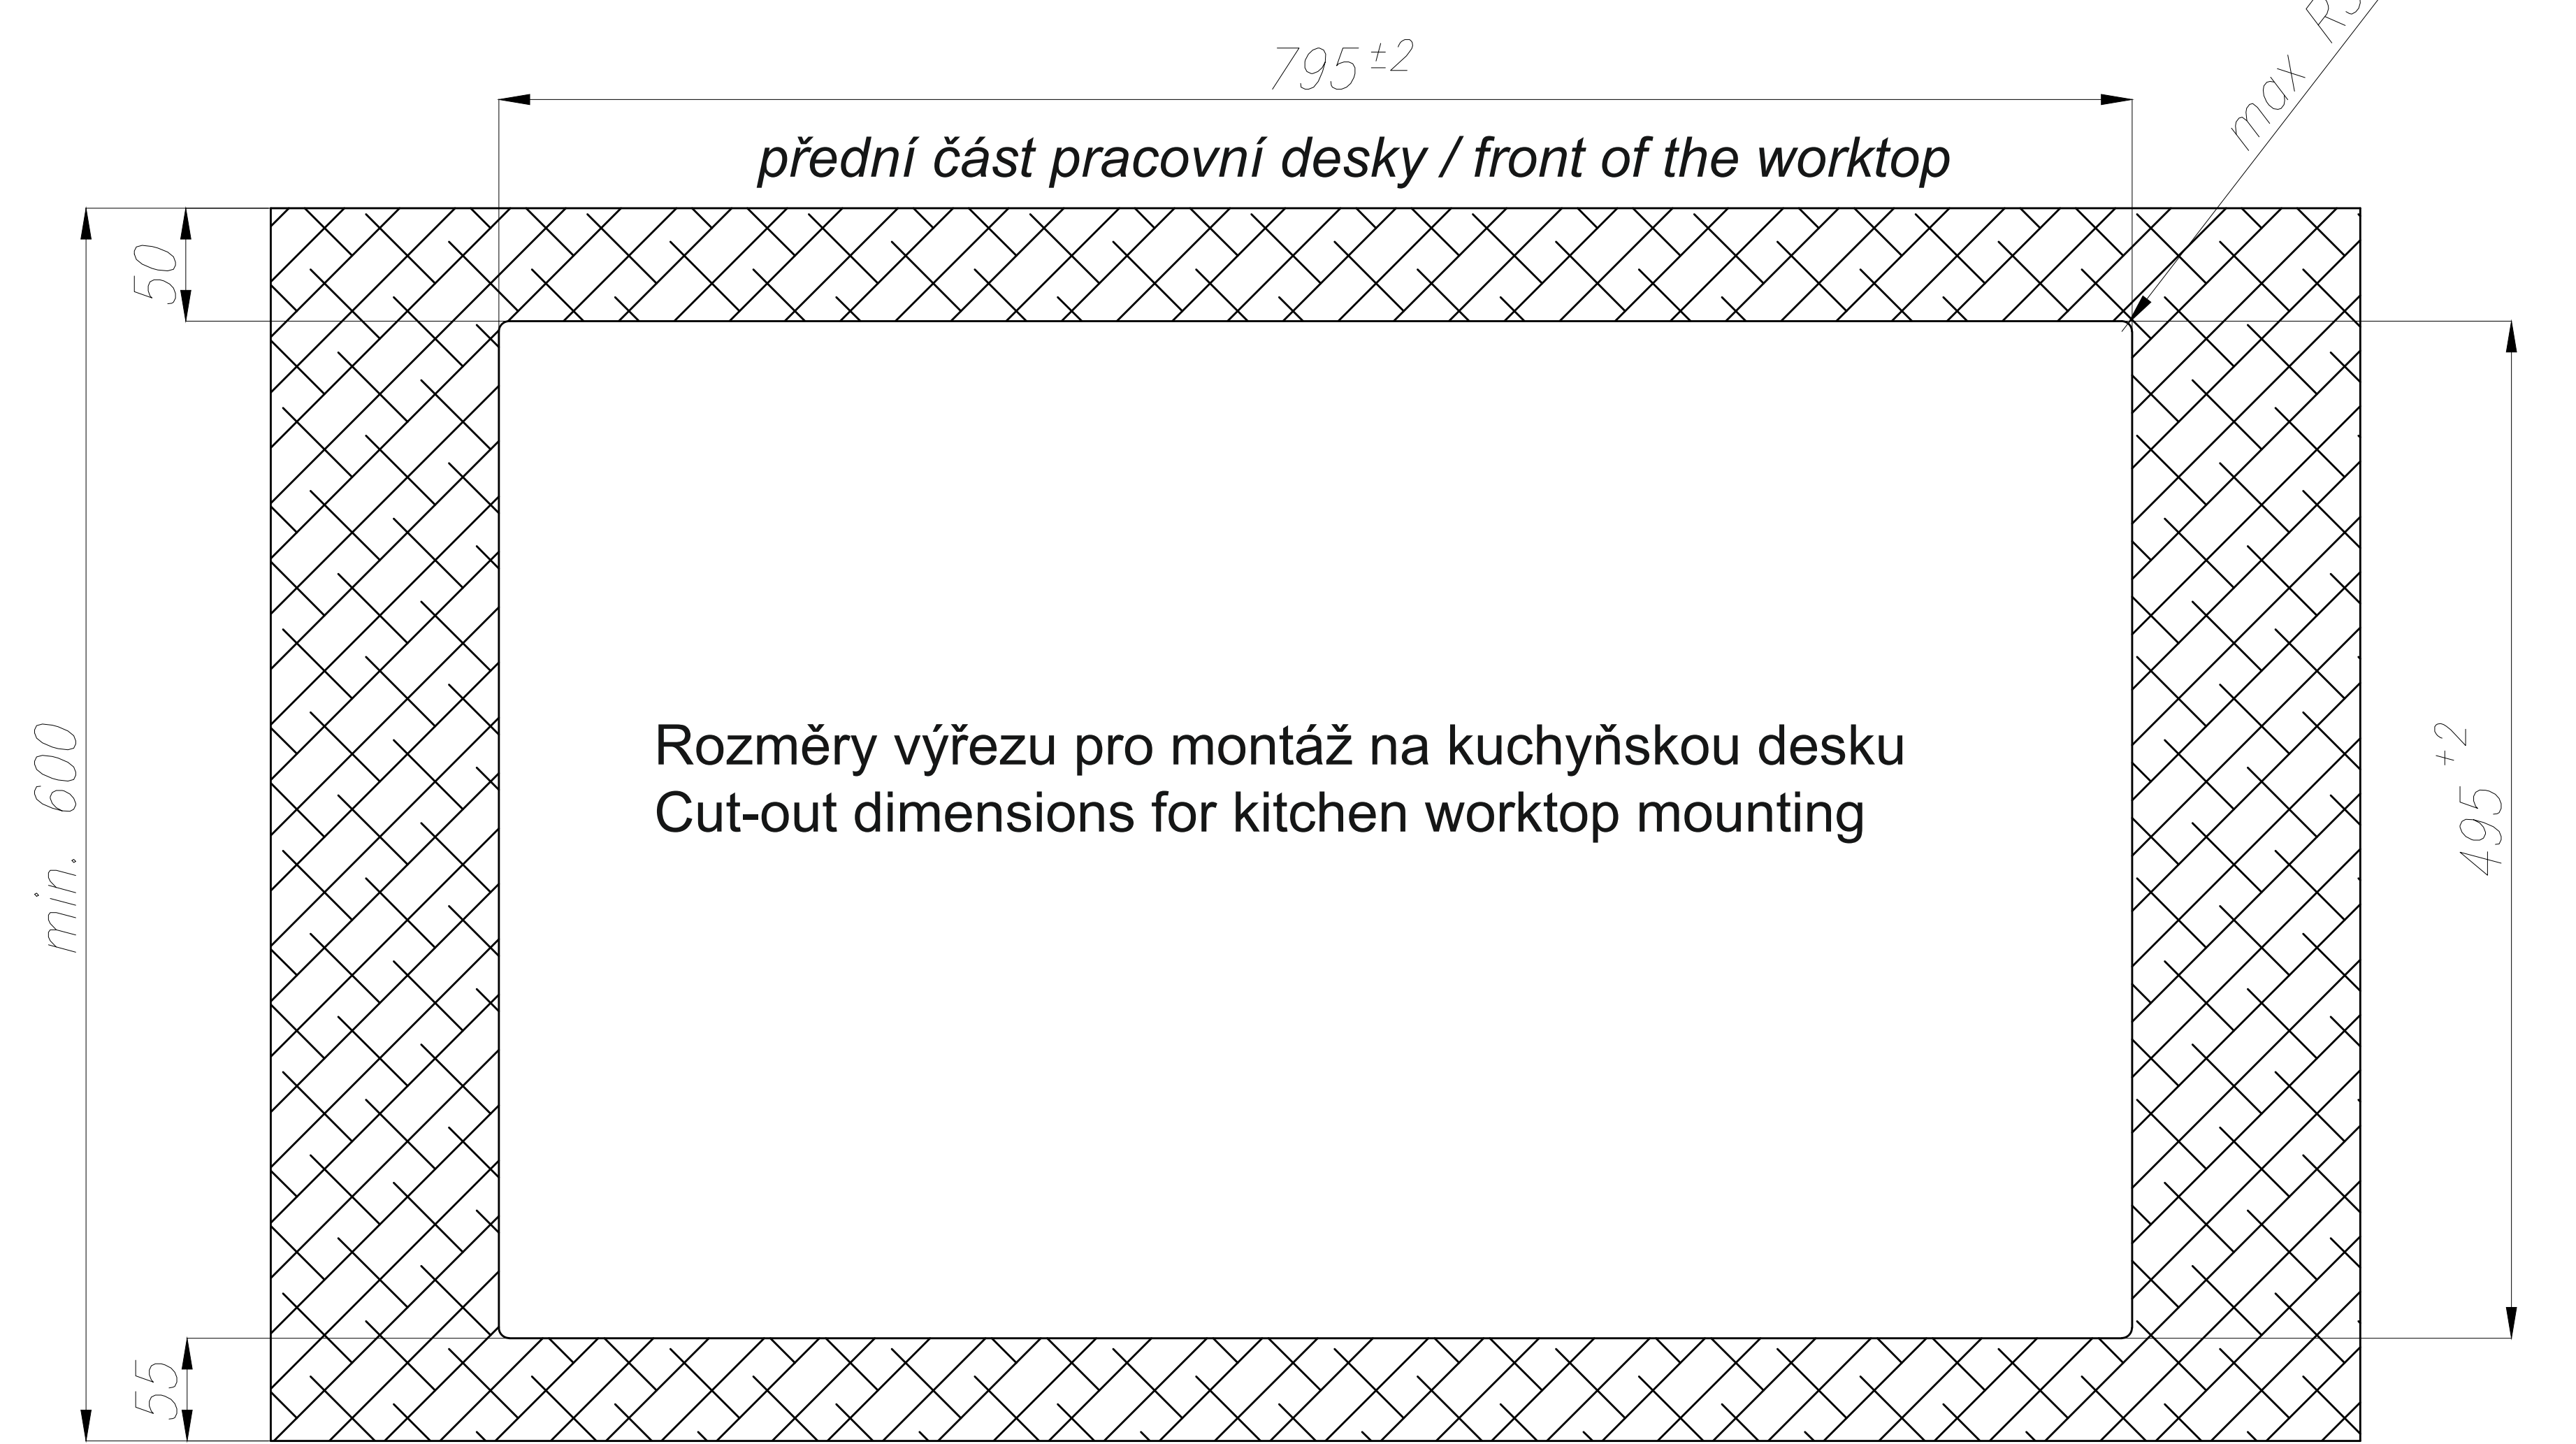 795±2
max
přední část pracovní desky / front of the worktop
50
min. 600
Rozměry výřezu pro montáž na kuchyňskou desku
Cut-out dimensions for kitchen worktop mounting
495 +2
55